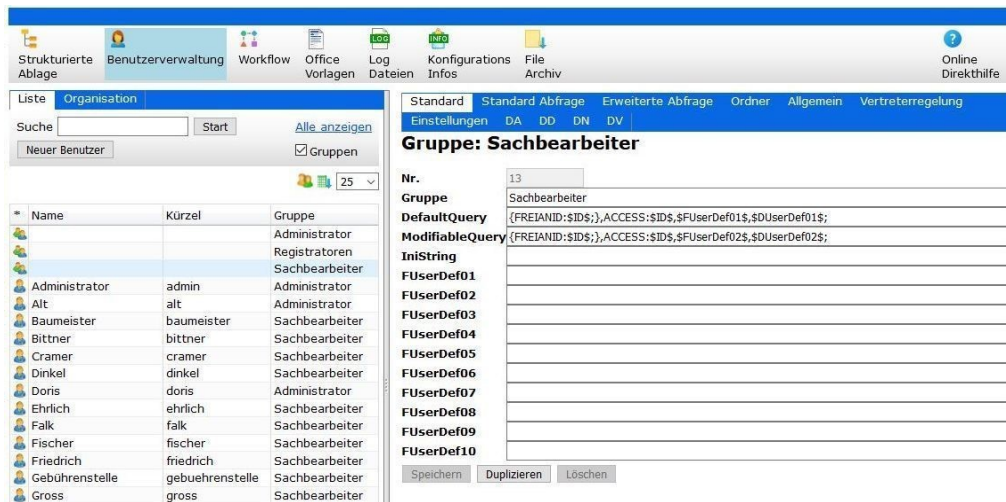 Strukturierte Ablage
Benutzerverwaltung
Workflow
Office Vorlagen
LOG
Log Dateien
INFO
Konfigurations Infos
File Archiv
?
Online Direkthilfe
Liste Organisation
Suche Start Alle anzeigen
Neuer Benutzer Gruppen
25
* Name Kürzel Gruppe
Administrator
Registratoren
Sachbearbeiter
Administrator admin Administrator
Alt alt Sachbearbeiter
Baumeister baumeister Sachbearbeiter
Bittner bittner Sachbearbeiter
Cramer cramer Sachbearbeiter
Dinkel dinkel Sachbearbeiter
Doris doris Administrator
Ehrlich ehrlich Sachbearbeiter
Falk falk Sachbearbeiter
Fischer fischer Sachbearbeiter
Friedrich friedrich Sachbearbeiter
Gebührenstelle gebuehrenstelle Sachbearbeiter
Gross gross Sachbearbeiter
Standard Standard Abfrage Erweiterte Abfrage Ordner Allgemein Vertreterregelung
Einstellungen DA DD DN DV
Gruppe: Sachbearbeiter
Nr. 13
Gruppe Sachbearbeiter
DefaultQuery {FREIANID:$ID$;},ACCESS:$ID$,$FUserDef01$,$DUserDef01$;
ModifiableQuery {FREIANID:$ID$;},ACCESS:$ID$,$FUserDef02$,$DUserDef02$;
IniString
FUserDef01
FUserDef02
FUserDef03
FUserDef04
FUserDef05
FUserDef06
FUserDef07
FUserDef08
FUserDef09
FUserDef10
Speichern Duplizieren Löschen